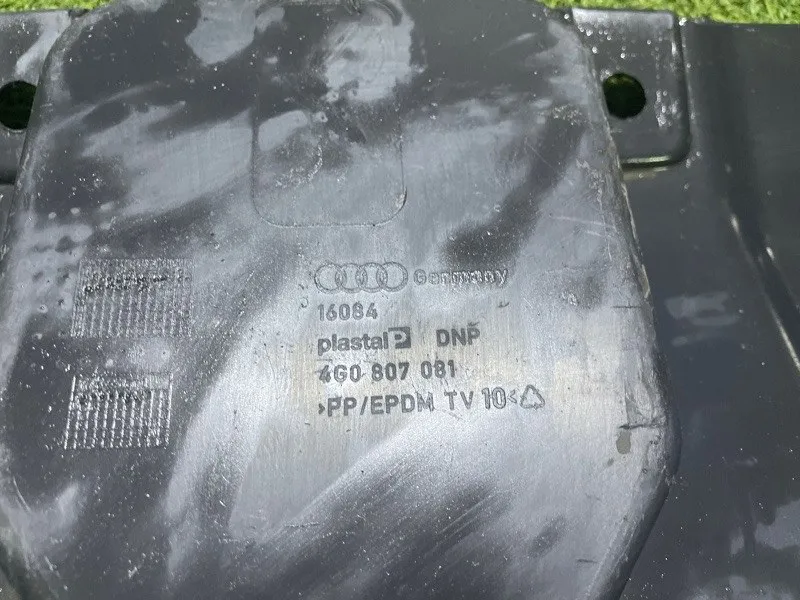 Germany
16084
plastal P DNP
4G0 807 081
>PP/EPDM TV 10<